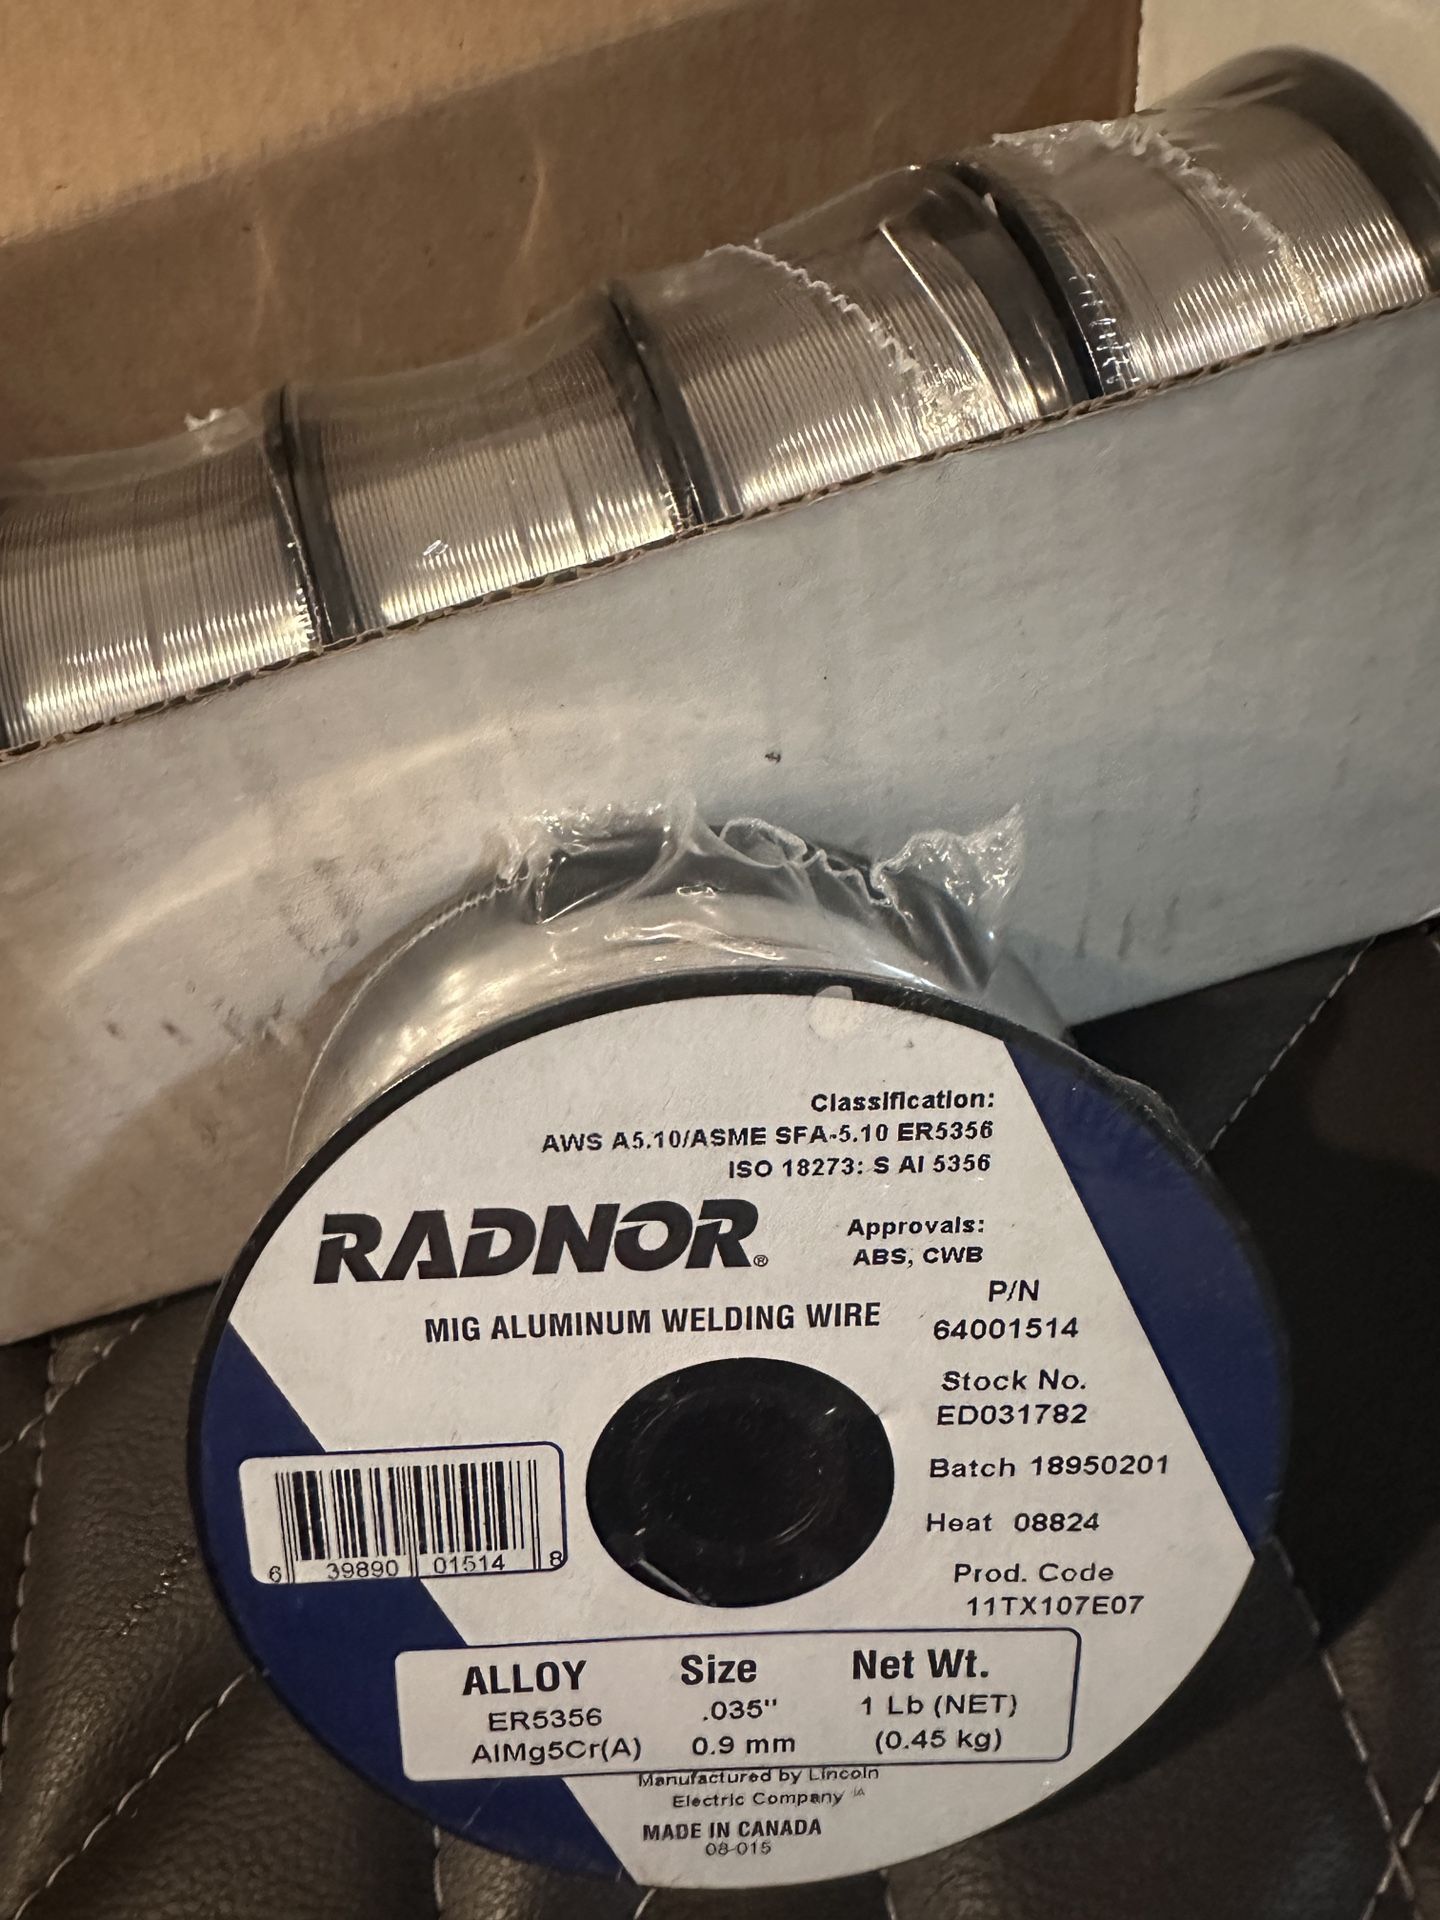 Classification:
AWS A5.10/ASME SFA-5.10 ER5356
ISO 18273: S Al 5356
RADNOR®
Approvals:
ABS, CWB
MIG ALUMINUM WELDING WIRE
P/N
64001514
Stock No.
ED031782
Batch 18950201
Heat 08824
Prod. Code
11TX107E07
6 39890 01514 8
ALLOY Size Net Wt.
ER5356 .035" 1 Lb (NET)
AlMg5Cr(A) 0.9 mm (0.45 kg)
Manufactured by Lincoln
Electric Company IA
MADE IN CANADA
08-015